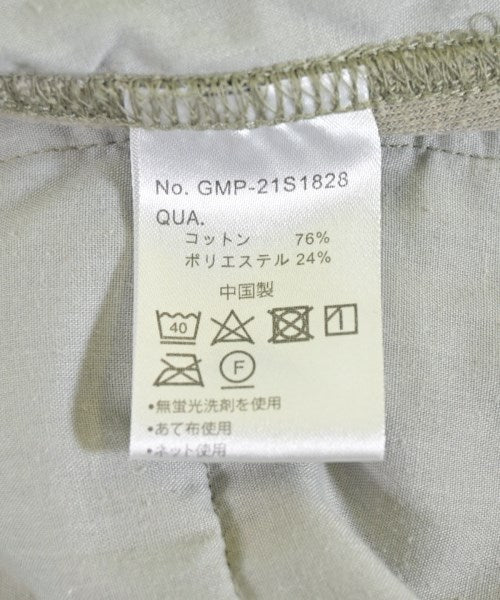 No. GMP-21S1828
QUA.
コットン 76%
ポリエステル 24%
中国製
40
F
•無蛍光洗剤を使用
•あて布使用
•ネット使用